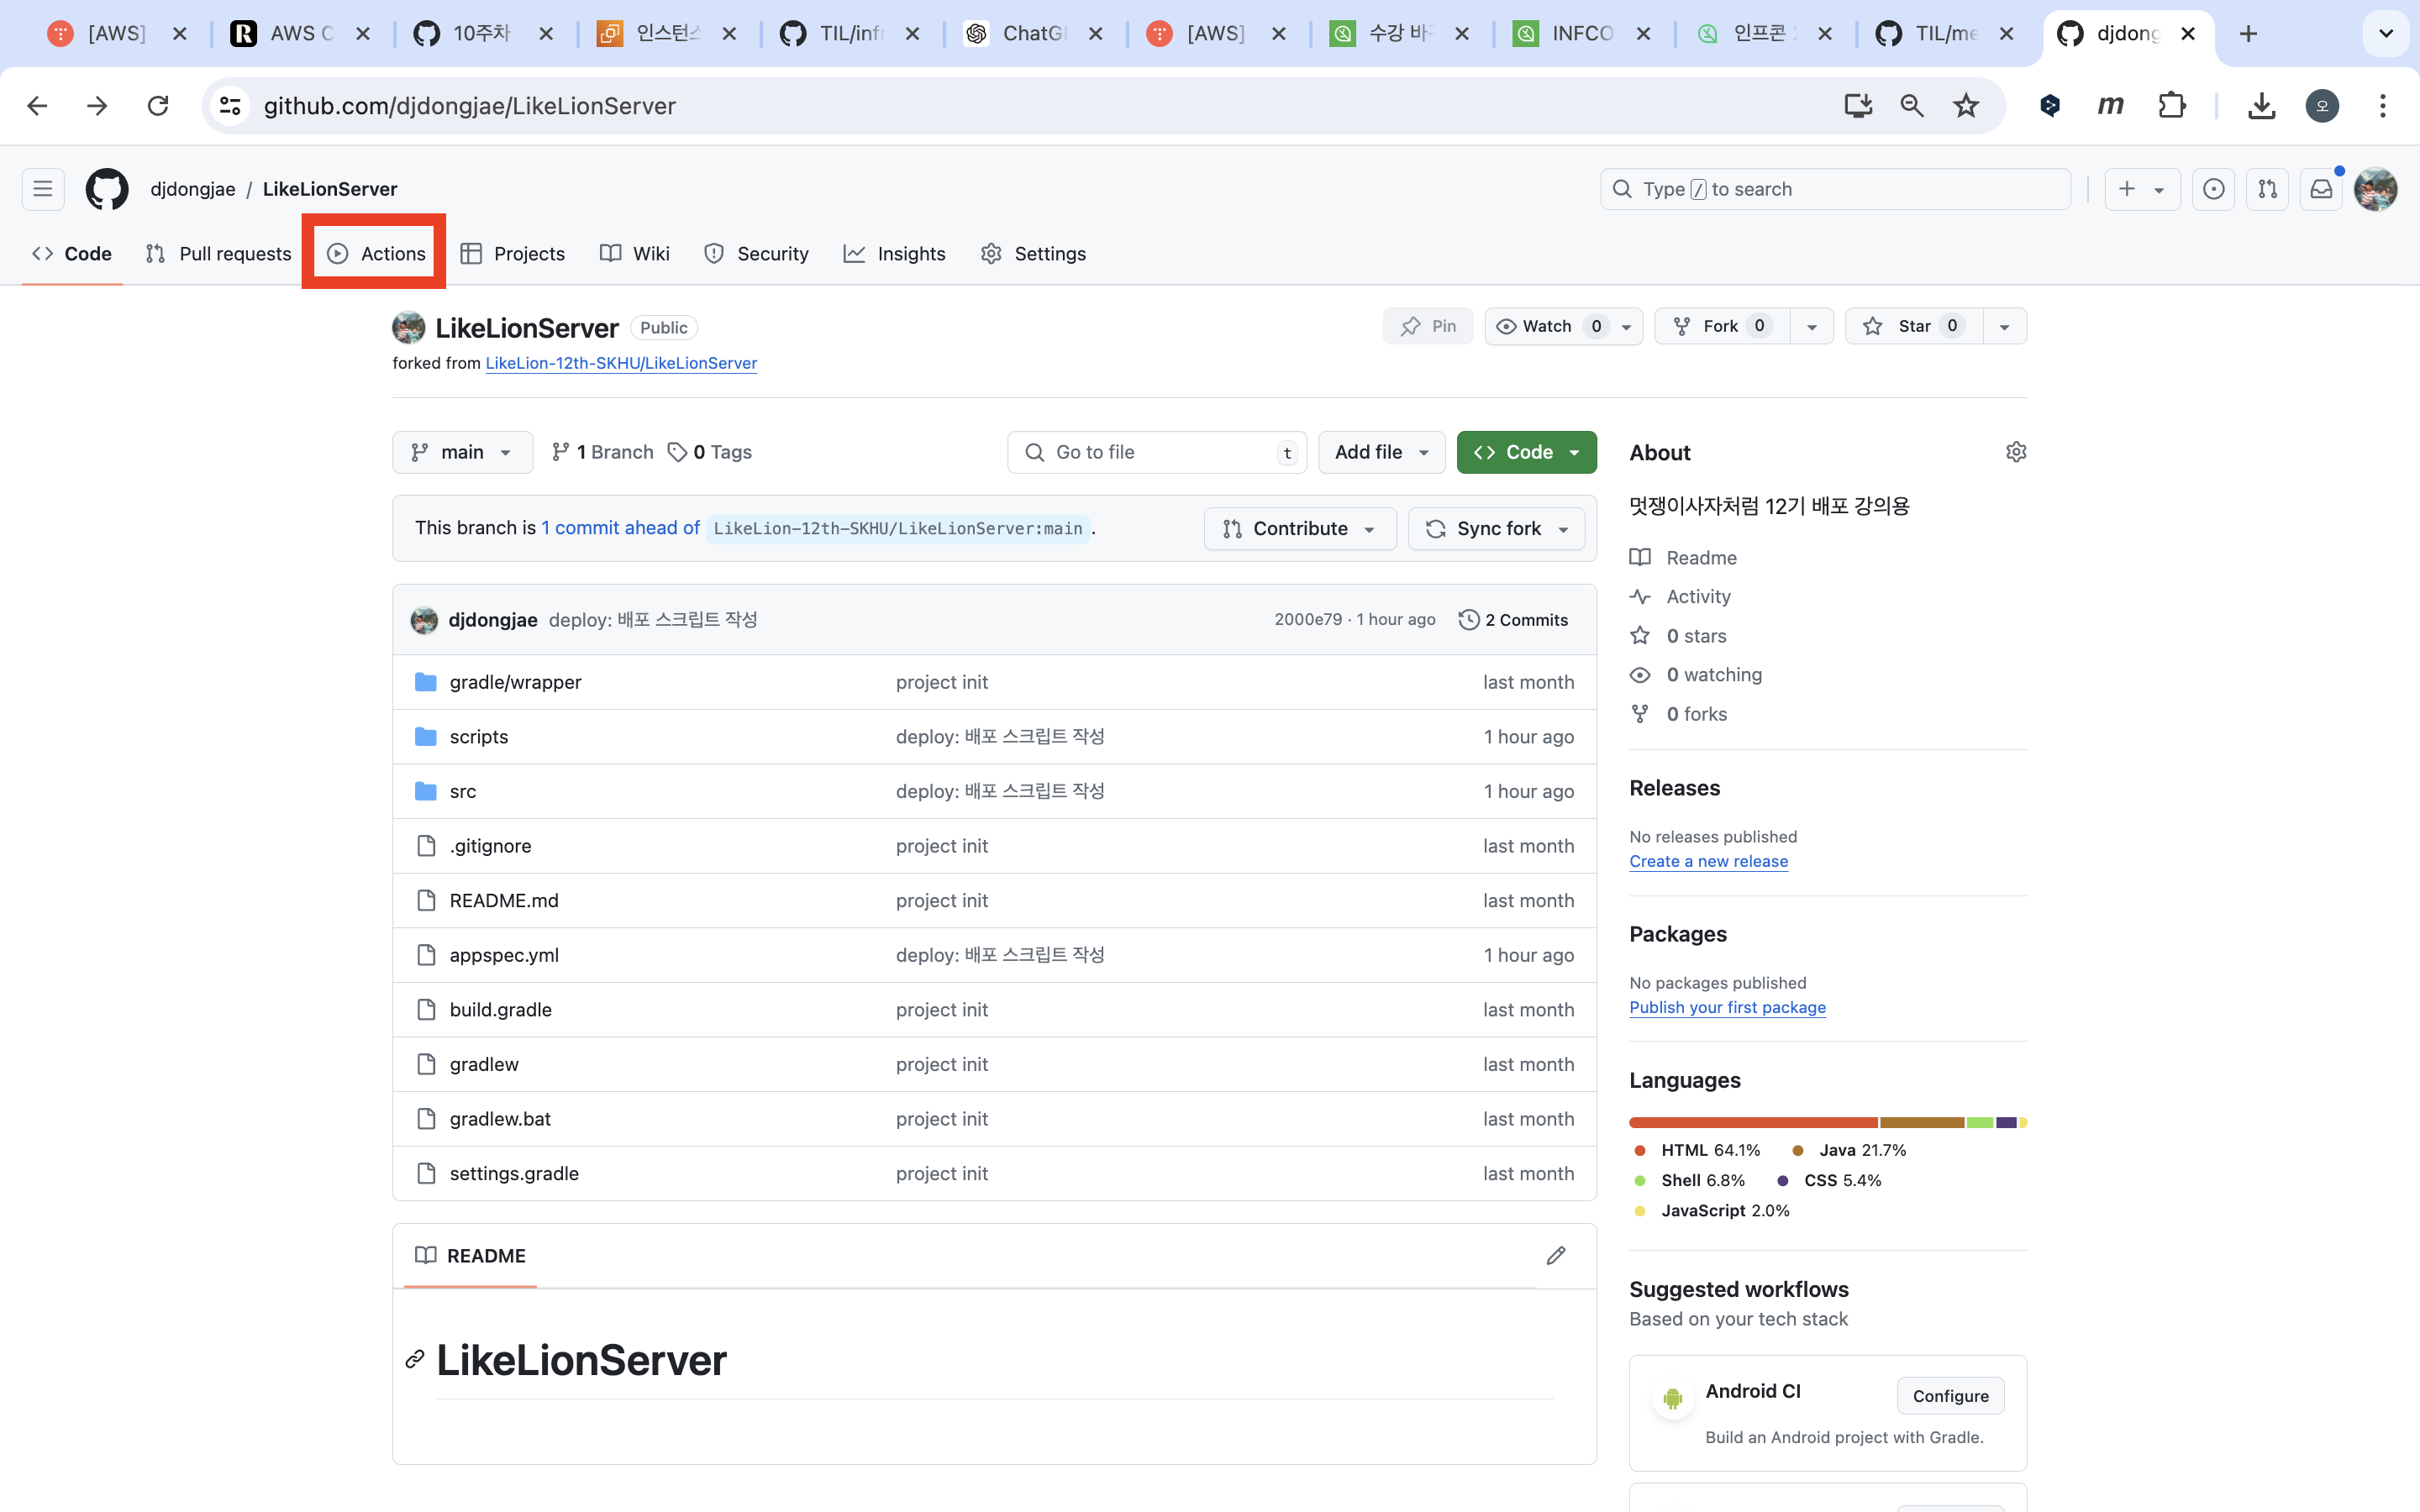 [AWS]
AWS C
10주차
인스턴스
TIL/inf
ChatG
[AWS]
수강 바
INFCO
인프콘
TIL/me
djdong
github.com/djdongjae/LikeLionServer
오
djdongjae / LikeLionServer
Type / to search
Code
Pull requests
Actions
Projects
Wiki
Security
Insights
Settings
LikeLionServer Public
Pin
Watch 0
Fork 0
Star 0
forked from LikeLion-12th-SKHU/LikeLionServer
main
1 Branch
0 Tags
Go to file t
Add file
Code
This branch is 1 commit ahead of LikeLion-12th-SKHU/LikeLionServer:main .
Contribute
Sync fork
djdongjae deploy: 배포 스크립트 작성 2000e79 · 1 hour ago 2 Commits
gradle/wrapper project init last month
scripts deploy: 배포 스크립트 작성 1 hour ago
src deploy: 배포 스크립트 작성 1 hour ago
.gitignore project init last month
README.md project init last month
appspec.yml deploy: 배포 스크립트 작성 1 hour ago
build.gradle project init last month
gradlew project init last month
gradlew.bat project init last month
settings.gradle project init last month
README
LikeLionServer
About
멋쟁이사자처럼 12기 배포 강의용
Readme
Activity
0 stars
0 watching
0 forks
Releases
No releases published
Create a new release
Packages
No packages published
Publish your first package
Languages
HTML 64.1% Java 21.7%
Shell 6.8% CSS 5.4%
JavaScript 2.0%
Suggested workflows
Based on your tech stack
Android CI
Configure
Build an Android project with Gradle.